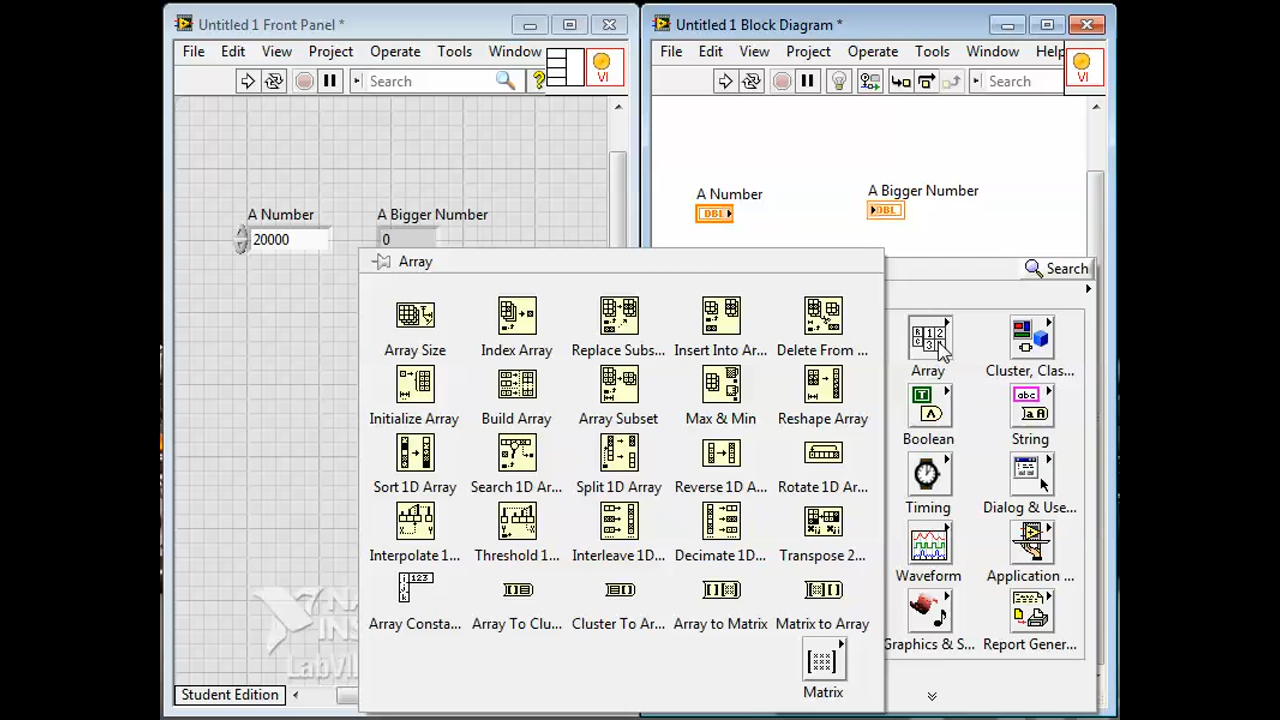 Untitled 1 Front Panel *
File Edit View Project Operate Tools Window
Search
VI
A Number
A Bigger Number
20000
0
Student Edition
Untitled 1 Block Diagram *
File Edit View Project Operate Tools Window Help
Search
VI
A Number
A Bigger Number
DBL
DBL
Search
Array
Array Size Index Array Replace Subs... Insert Into Ar... Delete From ...
Initialize Array Build Array Array Subset Max & Min Reshape Array
Sort 1D Array Search 1D Ar... Split 1D Array Reverse 1D A... Rotate 1D Ar...
Interpolate 1... Threshold 1... Interleave 1D... Decimate 1D... Transpose 2...
Array Consta... Array To Clu... Cluster To Ar... Array to Matrix Matrix to Array
Matrix
Array Cluster, Clas...
Boolean String
Timing Dialog & Use...
Waveform Application ...
Graphics & S... Report Gener...